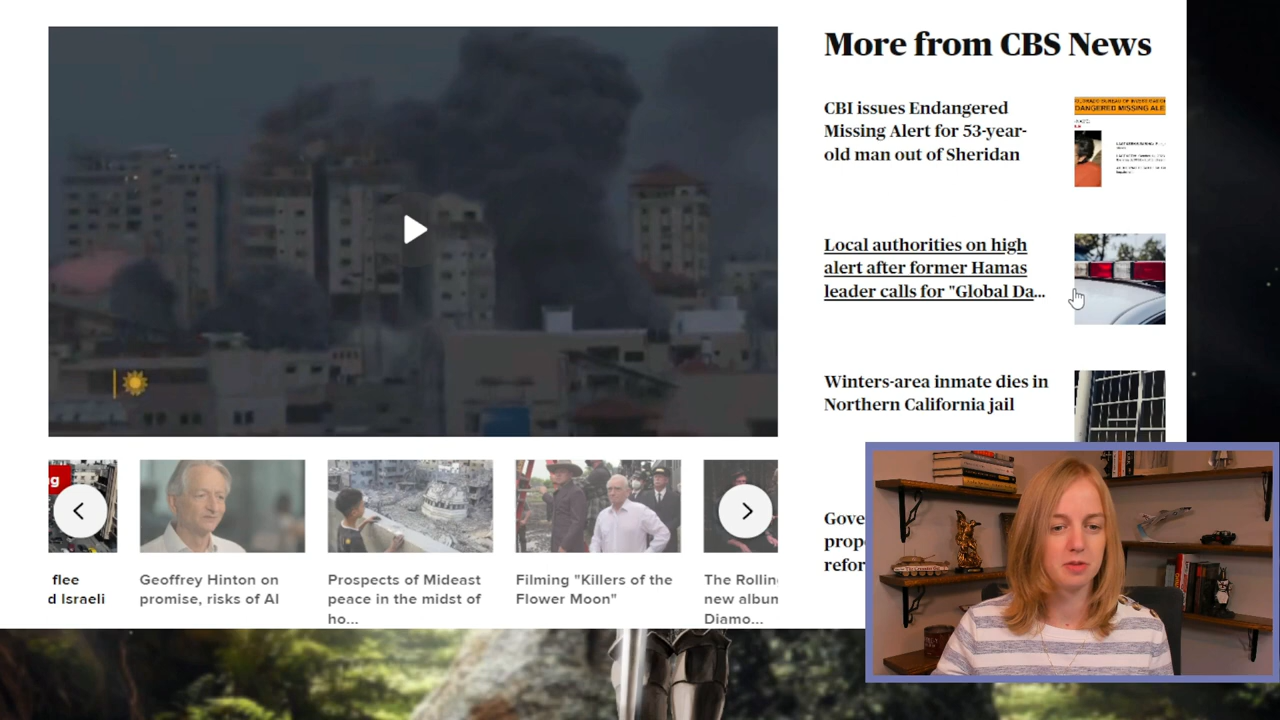 More from CBS News
CBI issues Endangered
Missing Alert for 53-year-
old man out of Sheridan
Local authorities on high
alert after former Hamas
leader calls for "Global Da...
Winters-area inmate dies in
Northern California jail
Gove
prop
refor
g
flee
d Israeli
Geoffrey Hinton on
promise, risks of AI
Prospects of Mideast
peace in the midst of
ho...
Filming "Killers of the
Flower Moon"
The Rollin
new album
Diamo...